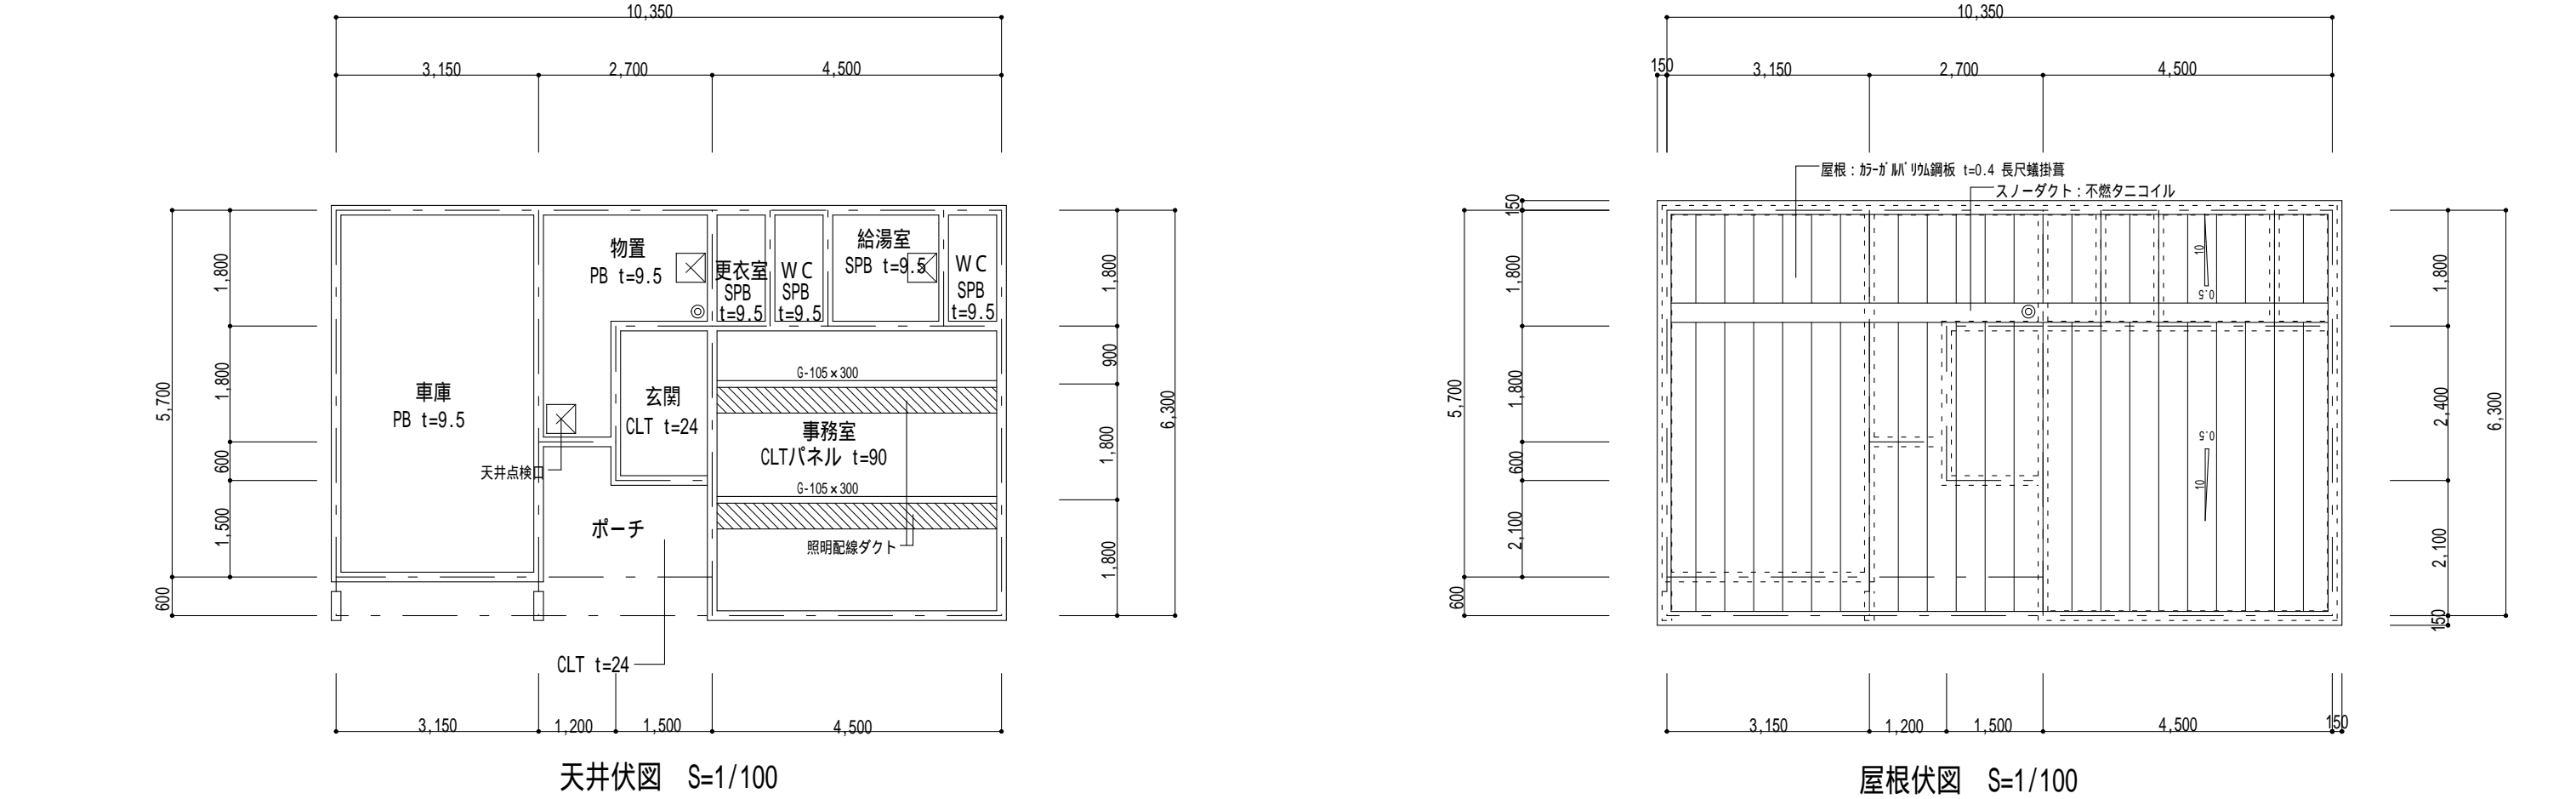 10,350
3,150
2,700
4,500
5,700
600
1,800
1,800
600
1,500
物置
PB t=9.5
更衣室
SPB
t=9.5
WC
SPB
t=9.5
給湯室
SPB t=9.5
WC
SPB
t=9.5
車庫
PB t=9.5
天井点検口
玄関
CLT t=24
G-105×300
事務室
CLTパネル t=90
G-105×300
照明配線ダクト
ポーチ
CLT t=24
1,800
900
1,800
1,800
6,300
3,150
1,200
1,500
4,500
天井伏図 S=1/100
10,350
150
3,150
2,700
4,500
屋根：ｶﾗｰｶﾞﾙﾊﾞﾘｳﾑ鋼板 t=0.4 長尺蟻掛葺
スノーダクト：不燃タニコイル
5,700
600
150
1,800
1,800
600
2,100
10
0.5
0.5
10
1,800
2,400
2,100
150
6,300
3,150
1,200
1,500
4,500
150
屋根伏図 S=1/100